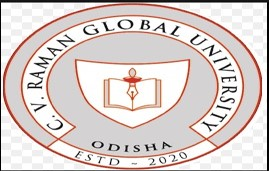 C. V. RAMAN GLOBAL UNIVERSITY
ODISHA
ESTD ~ 2020